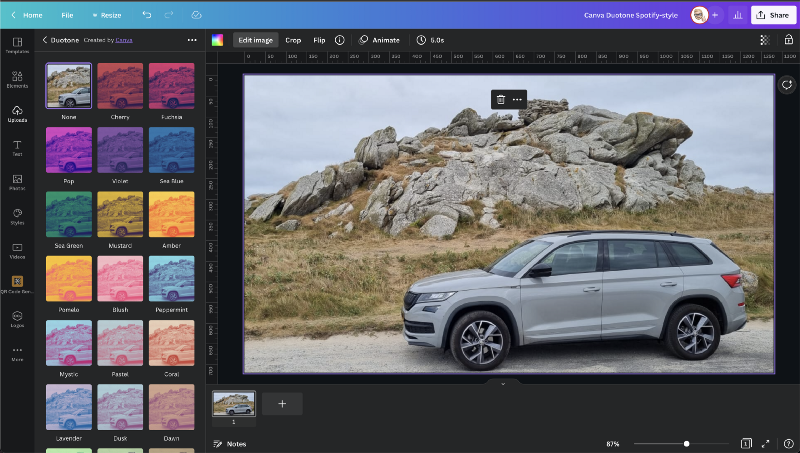 Home File Resize Canva Duotone Spotify-style Share
Duotone Created by Canva
Edit image Crop Flip Animate 5.0s
Templates
Elements
Uploads
Text
Photos
Styles
Videos
QR Code Gen...
Logos
More
None Cherry Fuchsia
Pop Violet Sea Blue
Sea Green Mustard Amber
Pomelo Blush Peppermint
Mystic Pastel Coral
Lavender Dusk Dawn
0 50 100 150 200 250 300 350 400 450 500 550 600 650 700 750 800 850 900 950 1000 1050 1100 1150 1200 1250 1300
1
Notes 87% 1